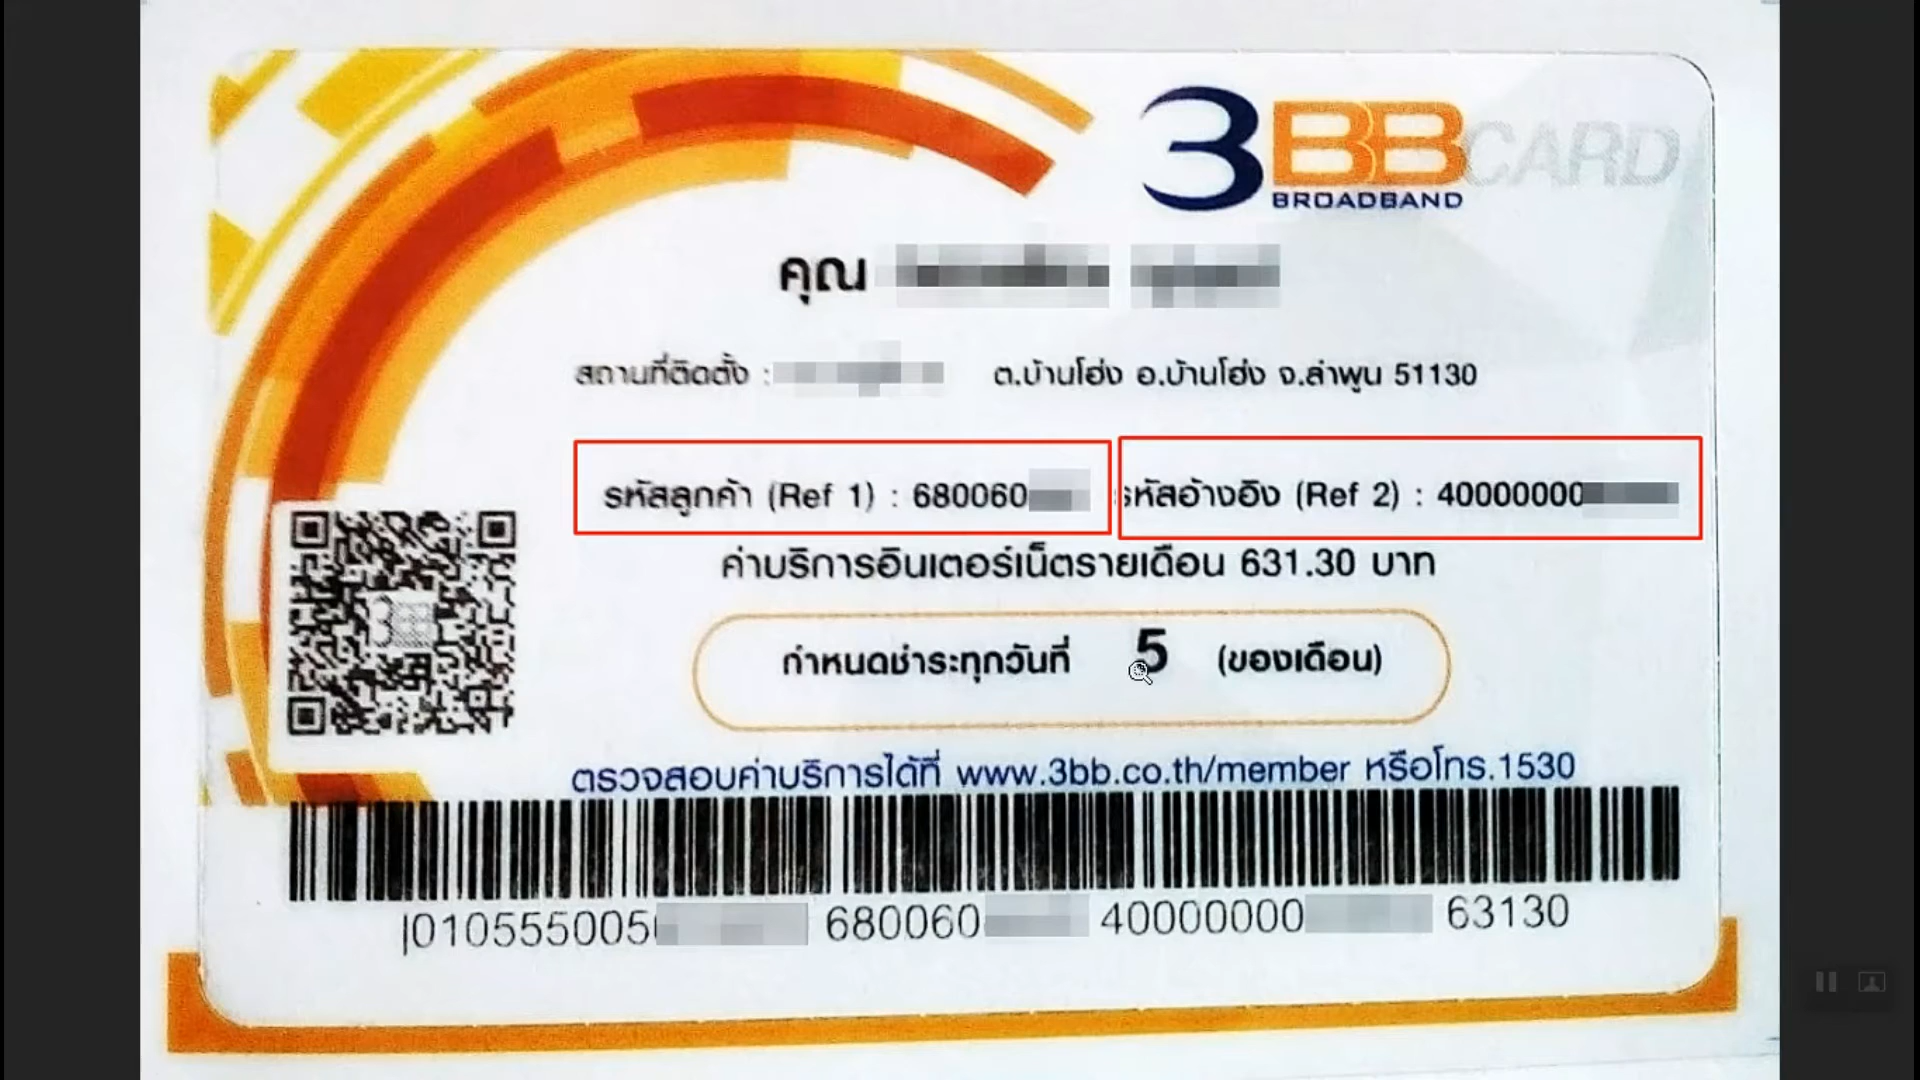 3BB CARD
BROADBAND
คุณ
สถานที่ติดตั้ง : ต.บ้านโฮ่ง อ.บ้านโฮ่ง จ.ลำพูน 51130
รหัสลูกค้า (Ref 1) : 680060 รหัสอ้างอิง (Ref 2) : 40000000
ค่าบริการอินเตอร์เน็ตรายเดือน 631.30 บาท
กำหนดชำระทุกวันที่ 5 (ของเดือน)
ตรวจสอบค่าบริการได้ที่ www.3bb.co.th/member หรือโทร.1530
|010555005 680060 40000000 63130